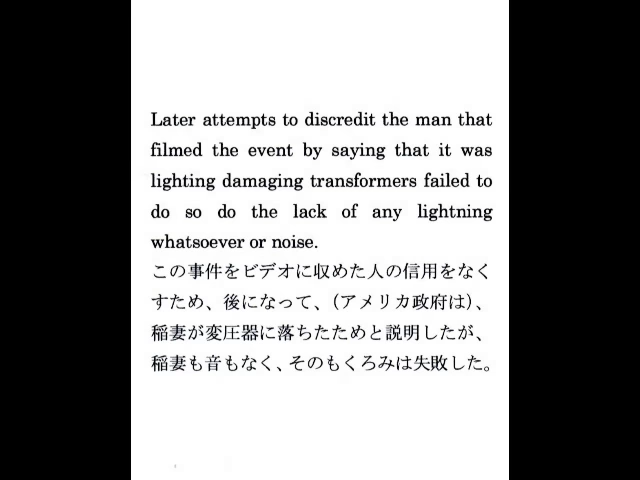 Later attempts to discredit the man that
filmed the event by saying that it was
lighting damaging transformers failed to
do so do the lack of any lightning
whatsoever or noise.
この事件をビデオに収めた人の信用をなく
すため、後になって、（アメリカ政府は）、
稲妻が変圧器に落ちたためと説明したが、
稲妻も音もなく、そのもくろみは失敗した。